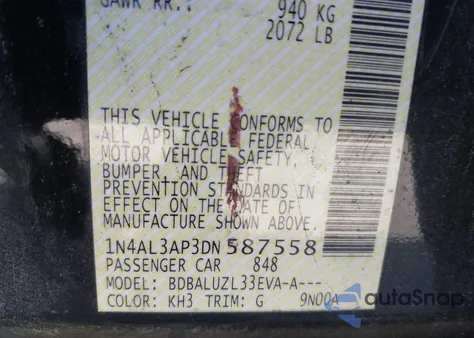 GAWR RR.: 940 KG
2072 LB
THIS VEHICLE CONFORMS TO
ALL APPLICABLE FEDERAL
MOTOR VEHICLE SAFETY,
BUMPER, AND THEFT
PREVENTION STANDARDS IN
EFFECT ON THE DATE OF
MANUFACTURE SHOWN ABOVE.
1N4AL3AP3DN587558
PASSENGER CAR 848
MODEL: BDBALUZL33EVA-A---
COLOR: KH3 TRIM: G 9N00A
autoSnap